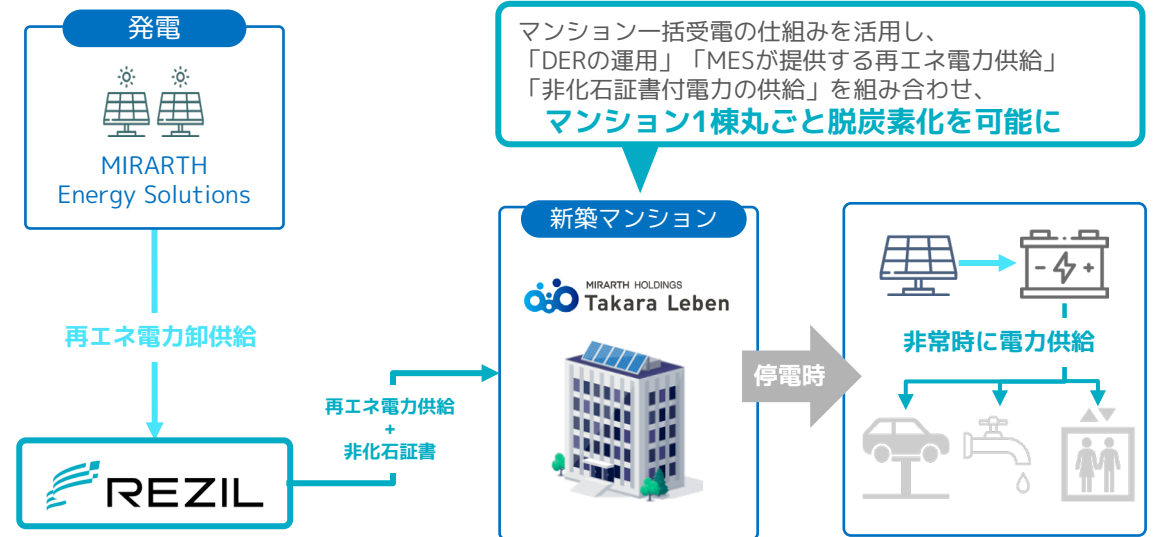 発電
MIRARTH
Energy Solutions
再エネ電力卸供給
REZIL
再エネ電力供給
+
非化石証書
マンション一括受電の仕組みを活用し、
「DERの運用」「MESが提供する再エネ電力供給」
「非化石証書付電力の供給」を組み合わせ、
マンション1棟丸ごと脱炭素化を可能に
新築マンション
MIRARTH HOLDINGS
Takara Leben
停電時
非常時に電力供給